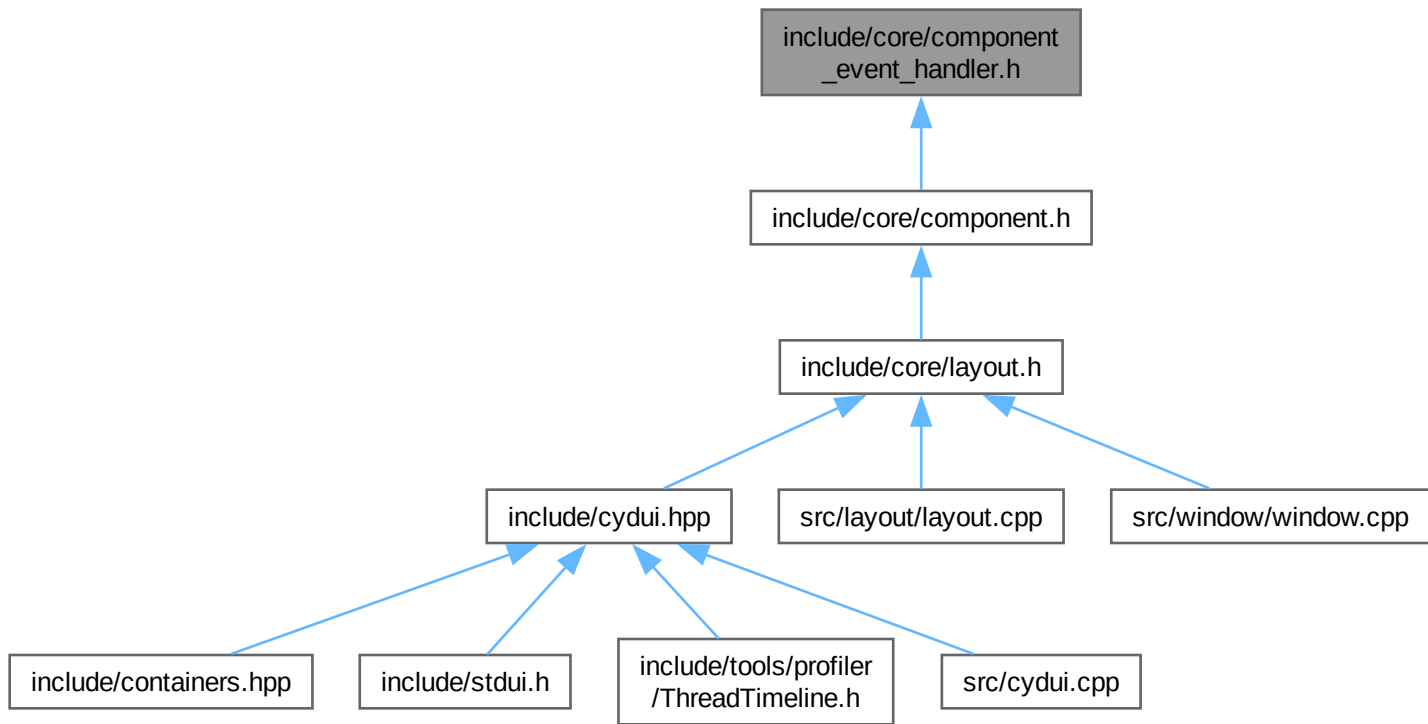 include/core/component
_event_handler.h
include/core/component.h
include/core/layout.h
include/cydui.hpp
src/layout/layout.cpp
src/window/window.cpp
include/containers.hpp
include/stdui.h
include/tools/profiler
/ThreadTimeline.h
src/cydui.cpp